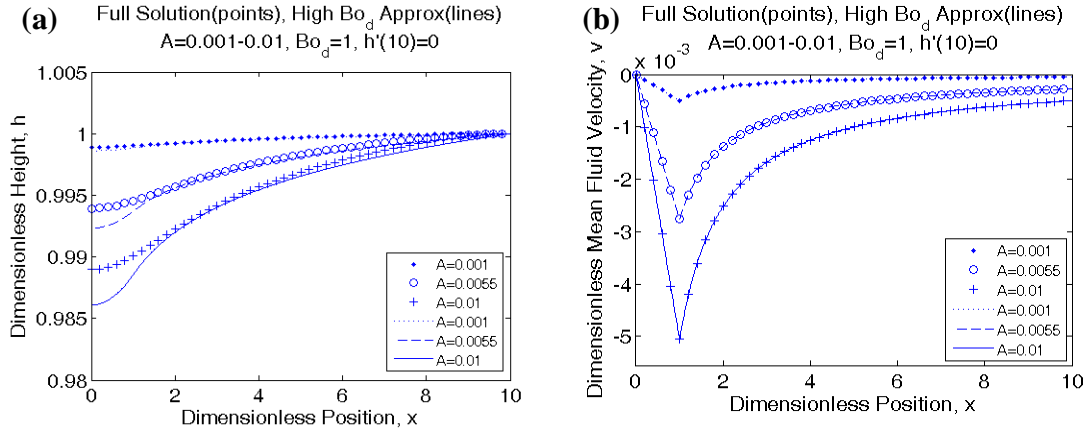 (a)
Full Solution(points), High Bo_d Approx(lines)
A=0.001-0.01, Bo_d=1, h'(10)=0
Dimensionless Height, h
1.005
1
0.995
0.99
0.985
0.98
0
2
4
6
8
10
Dimensionless Position, x
A=0.001
A=0.0055
A=0.01
A=0.001
A=0.0055
A=0.01
(b)
Full Solution(points), High Bo_d Approx(lines)
A=0.001-0.01, Bo_d=1, h'(10)=0
Dimensionless Mean Fluid Velocity, v
x 10^-3
0
-1
-2
-3
-4
-5
0
2
4
6
8
10
Dimensionless Position, x
A=0.001
A=0.0055
A=0.01
A=0.001
A=0.0055
A=0.01